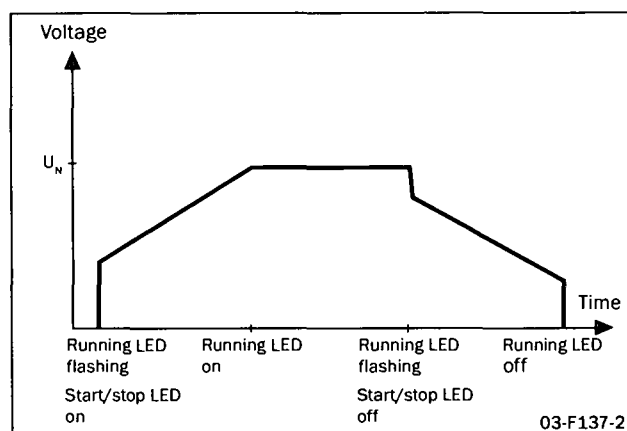 Voltage
U_N
Time
Running LED flashing
Start/stop LED on
Running LED on
Running LED flashing
Start/stop LED off
Running LED off
03-F137-2